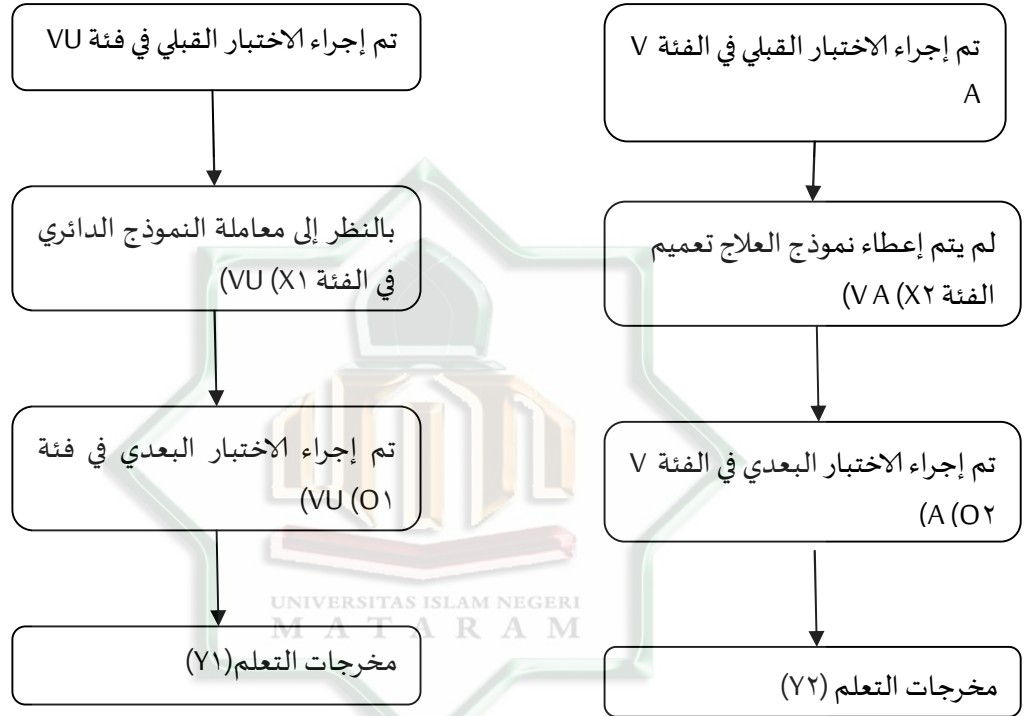 تم إجراء الاختبار القبلي في فئة VU
تم إجراء الاختبار القبلي في الفئة V
A
بالنظر إلى معاملة النموذج الدائري
في الفئة VU (X١)
لم يتم إعطاء نموذج العلاج تعميم
الفئة V A (X٢)
تم إجراء الاختبار البعدي في فئة
VU (O١)
تم إجراء الاختبار البعدي في الفئة V
A (O٢)
UNIVERSITAS ISLAM NEGERI
MATARAM
مخرجات التعلم(Y١)
مخرجات التعلم (Y٢)